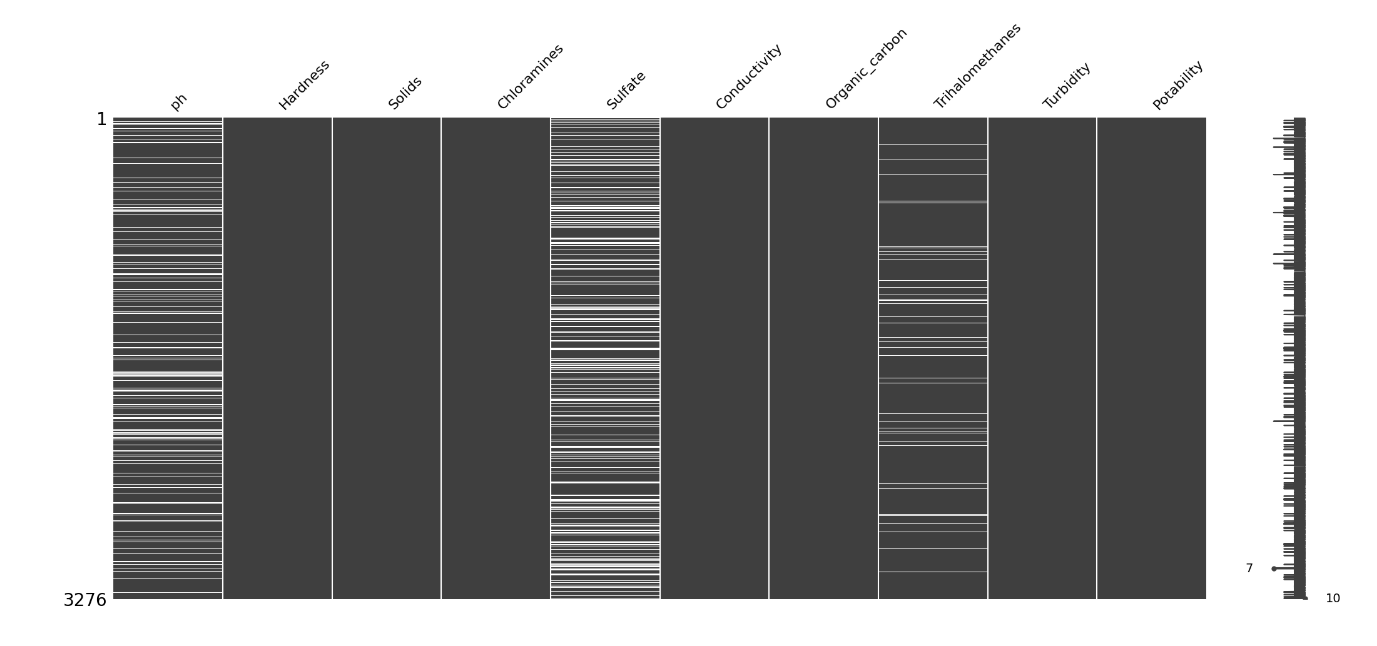 ph
Hardness
Solids
Chloramines
Sulfate
Conductivity
Organic_carbon
Trihalomethanes
Turbidity
Potability
1
3276
7
10